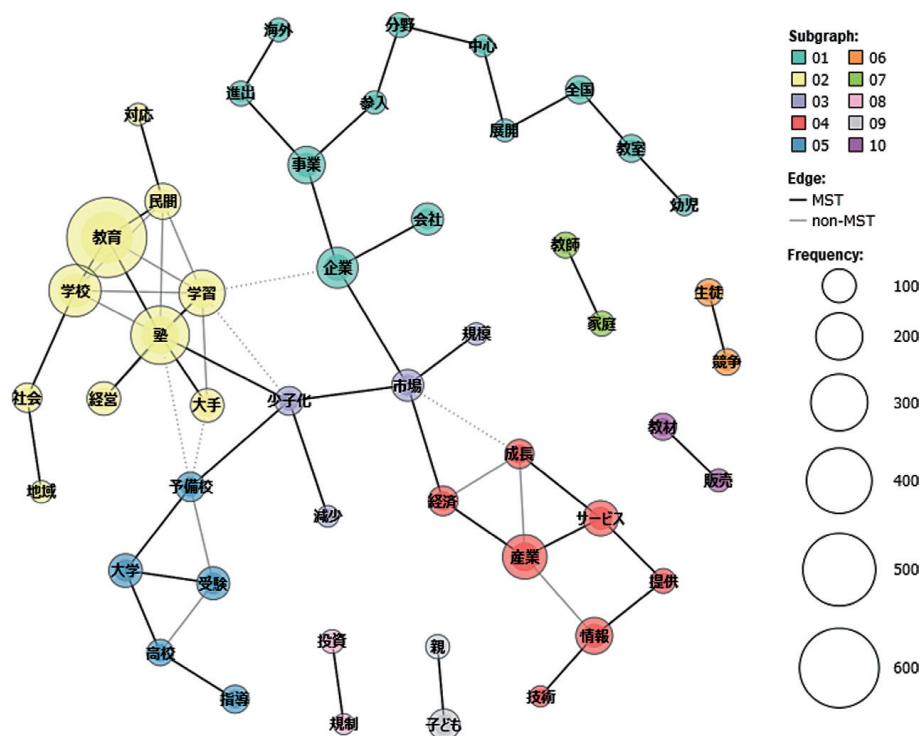 海外
分野
中心
進出
参入
全国
展開
対応
教室
事業
民間
幼児
会社
教育
企業
教師
学校
学習
生徒
家庭
塾
規模
競争
市場
社会
経営
大手
少子化
教材
成長
地域
予備校
経済
減少
サービス
販売
産業
大学
受験
提供
情報
高校
投資
親
指導
技術
規制
子ども
Subgraph:
01 06
02 07
03 08
04 09
05 10
Edge:
MST
non-MST
Frequency:
100
200
300
400
500
600